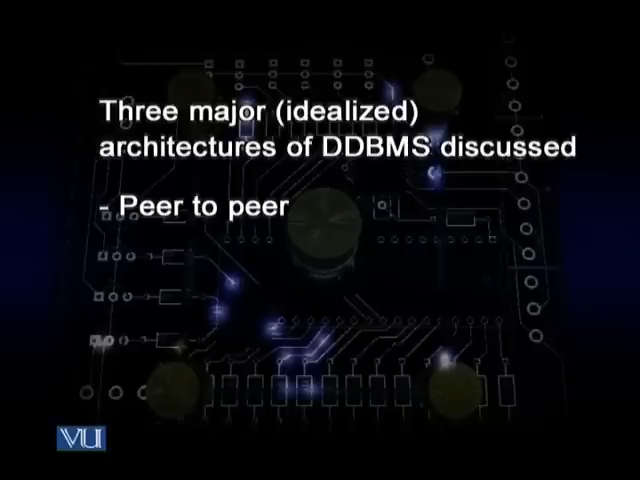 Three major (idealized)
architectures of DDBMS discussed
- Peer to peer
VU